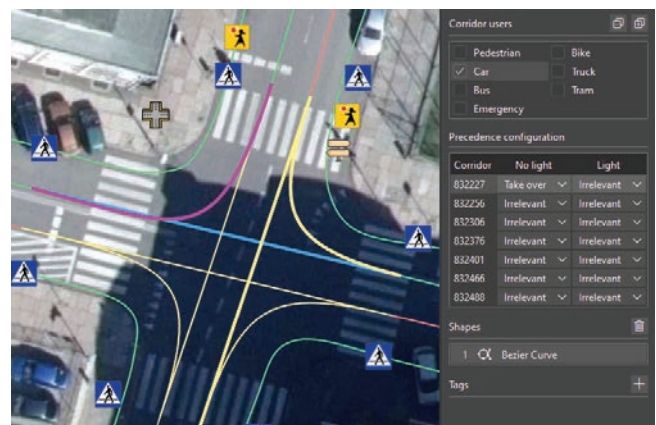 Corridor users
Pedestrian Bike
Car Truck
Bus Tram
Emergency
Precedence configuration
Corridor No light Light
832227 Take over Irrelevant
832256 Irrelevant Irrelevant
832306 Irrelevant Irrelevant
832376 Irrelevant Irrelevant
832401 Irrelevant Irrelevant
832466 Irrelevant Irrelevant
832488 Irrelevant Irrelevant
Shapes
1 Bezier Curve
Tags